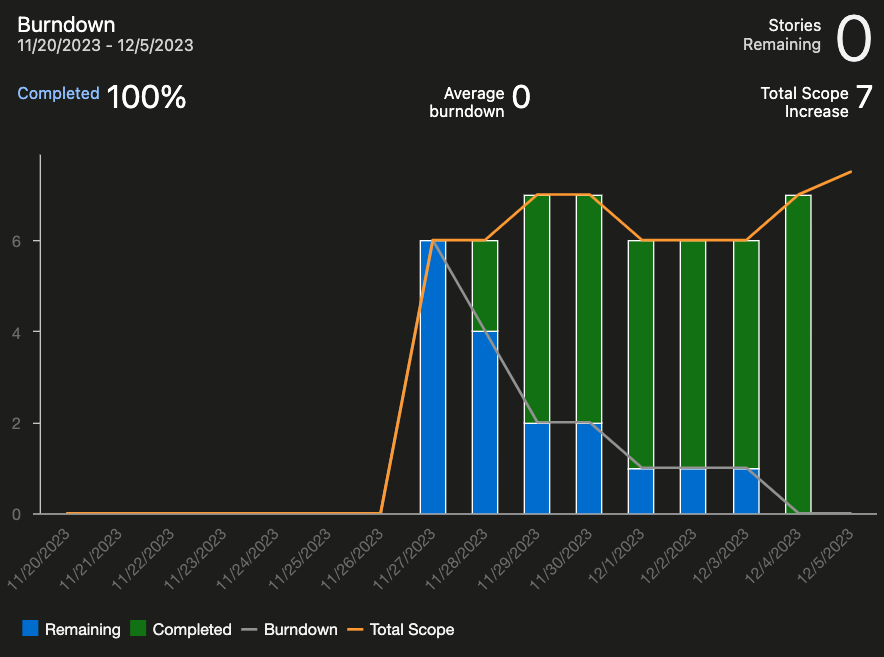 Burndown
11/20/2023 - 12/5/2023
Stories
Remaining
0
Completed 100%
Average
burndown
0
Total Scope
Increase
7
6
4
2
0
11/20/2023
11/21/2023
11/22/2023
11/23/2023
11/24/2023
11/25/2023
11/26/2023
11/27/2023
11/28/2023
11/29/2023
11/30/2023
12/1/2023
12/2/2023
12/3/2023
12/4/2023
12/5/2023
Remaining Completed Burndown Total Scope